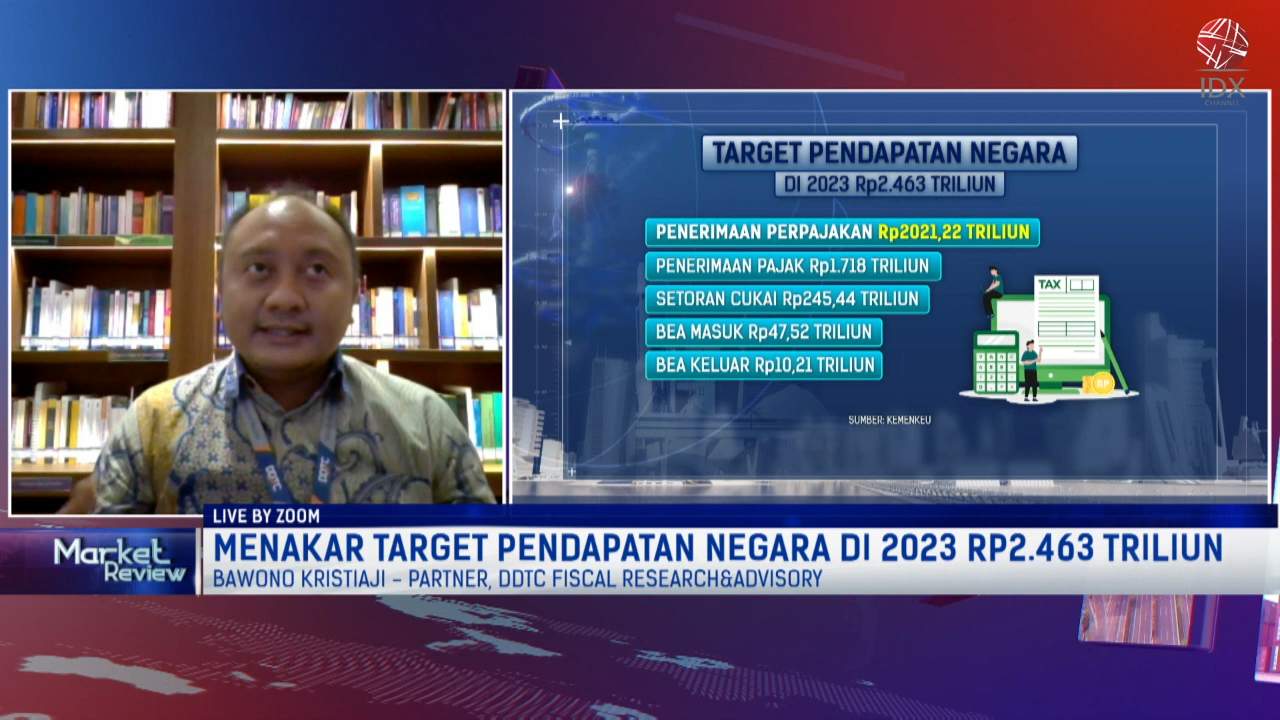 IDX
CHANNEL
TARGET PENDAPATAN NEGARA
DI 2023 Rp2.463 TRILIUN
PENERIMAAN PERPAJAKAN Rp2021,22 TRILIUN
PENERIMAAN PAJAK Rp1.718 TRILIUN
SETORAN CUKAI Rp245,44 TRILIUN
BEA MASUK Rp47,52 TRILIUN
BEA KELUAR Rp10,21 TRILIUN
TAX
RP
SUMBER: KEMENKEU
DDTC
LIVE BY ZOOM
Market
Review
MENAKAR TARGET PENDAPATAN NEGARA DI 2023 RP2.463 TRILIUN
BAWONO KRISTIAJI – PARTNER, DDTC FISCAL RESEARCH&ADVISORY